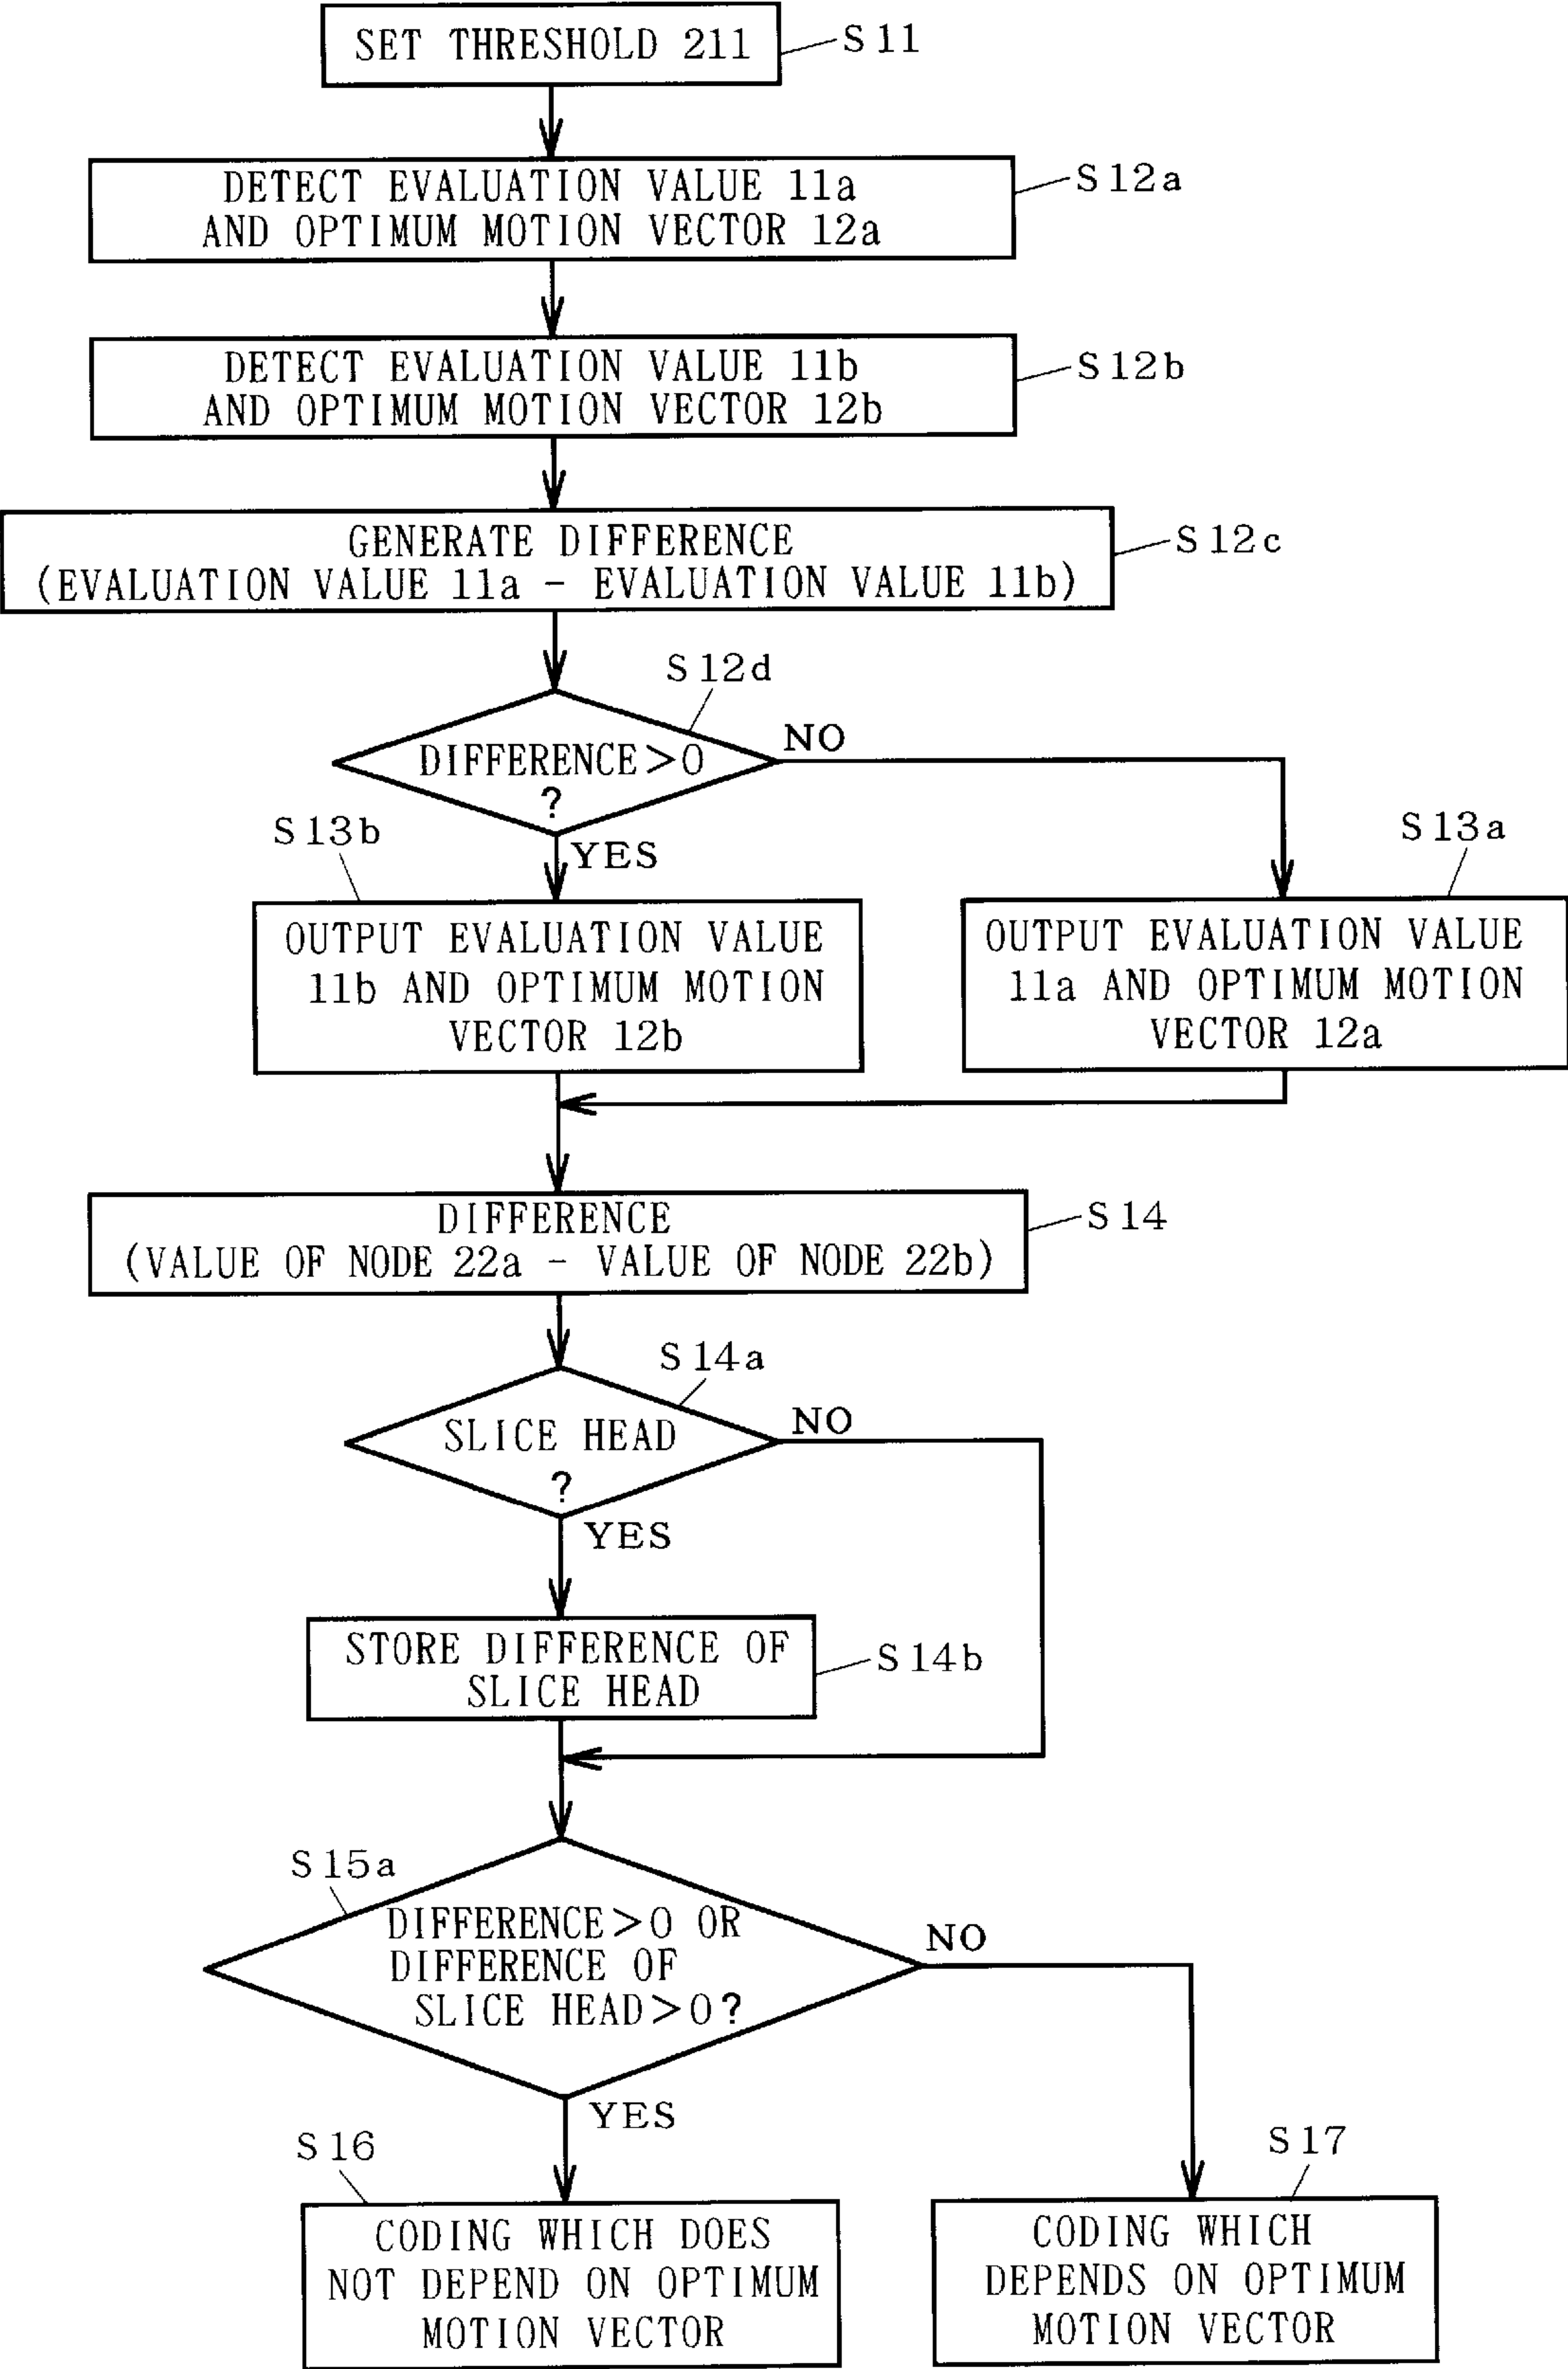 SET THRESHOLD 211
S11
DETECT EVALUATION VALUE 11a
AND OPTIMUM MOTION VECTOR 12a
S12a
DETECT EVALUATION VALUE 11b
AND OPTIMUM MOTION VECTOR 12b
S12b
GENERATE DIFFERENCE
(EVALUATION VALUE 11a - EVALUATION VALUE 11b)
S12c
S12d
DIFFERENCE>0
?
NO
YES
S13b
OUTPUT EVALUATION VALUE
11b AND OPTIMUM MOTION
VECTOR 12b
S13a
OUTPUT EVALUATION VALUE
11a AND OPTIMUM MOTION
VECTOR 12a
DIFFERENCE
(VALUE OF NODE 22a - VALUE OF NODE 22b)
S14
S14a
SLICE HEAD
?
NO
YES
STORE DIFFERENCE OF
SLICE HEAD
S14b
S15a
DIFFERENCE>0 OR
DIFFERENCE OF
SLICE HEAD>0?
NO
YES
S16
CODING WHICH DOES
NOT DEPEND ON OPTIMUM
MOTION VECTOR
S17
CODING WHICH
DEPENDS ON OPTIMUM
MOTION VECTOR